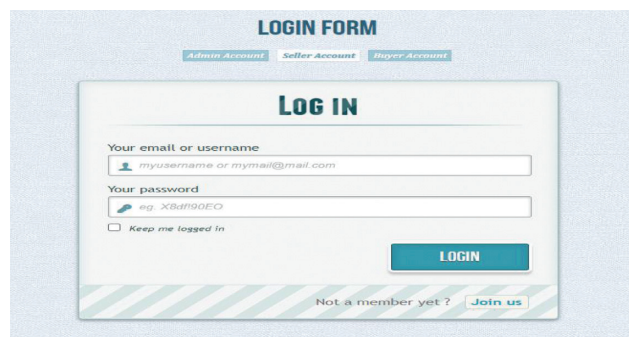 LOGIN FORM
Admin Account Seller Account Buyer Account
LOG IN
Your email or username
myusername or mymail@mail.com
Your password
eg. X8df!90EO
Keep me logged in
LOGIN
Not a member yet ? Join us